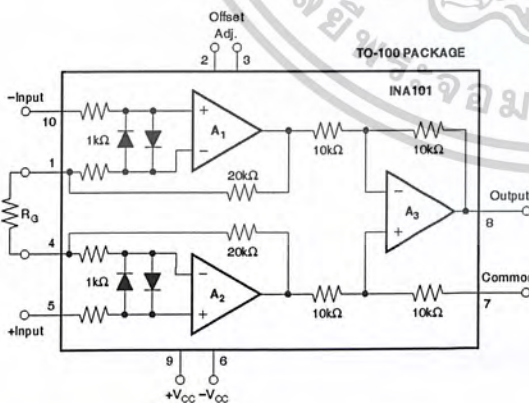 Offset
Adj.
2 3
TO-100 PACKAGE
INA101
–Input
10
1kΩ
A1
10kΩ
10kΩ
1
20kΩ
RG
A3
Output
8
4
20kΩ
1kΩ
A2
Common
7
5
+Input
10kΩ
10kΩ
9 6
+VCC –VCC